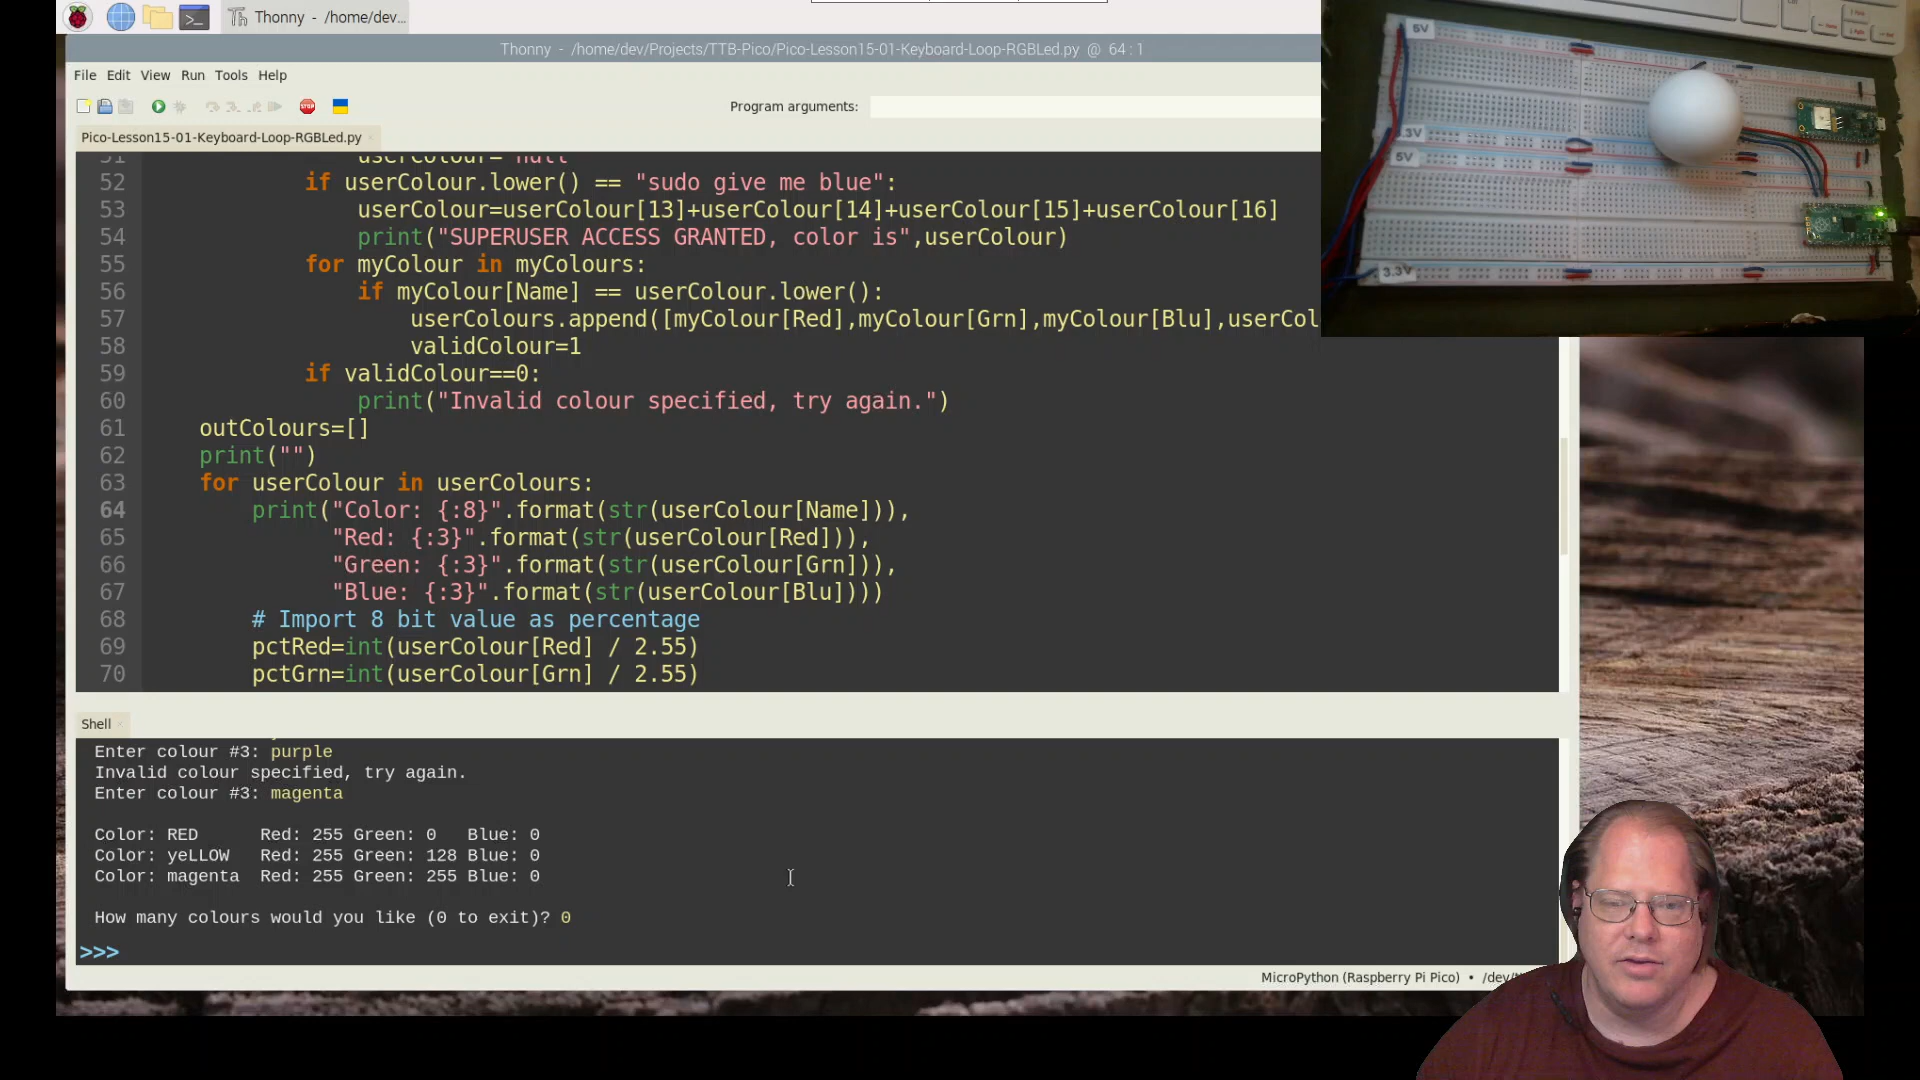 Thonny - /home/dev...
Thonny - /home/dev/Projects/TTB-Pico/Pico-Lesson15-01-Keyboard-Loop-RGBLed.py @ 64 : 1
File Edit View Run Tools Help
STOP
Program arguments:
Pico-Lesson15-01-Keyboard-Loop-RGBLed.py
51 userColour="null"
52 if userColour.lower() == "sudo give me blue":
53 userColour=userColour[13]+userColour[14]+userColour[15]+userColour[16]
54 print("SUPERUSER ACCESS GRANTED, color is",userColour)
55 for myColour in myColours:
56 if myColour[Name] == userColour.lower():
57 userColours.append([myColour[Red],myColour[Grn],myColour[Blu],userCol
58 validColour=1
59 if validColour==0:
60 print("Invalid colour specified, try again.")
61 outColours=[]
62 print("")
63 for userColour in userColours:
64 print("Color: {:8}".format(str(userColour[Name])),
65 "Red: {:3}".format(str(userColour[Red])),
66 "Green: {:3}".format(str(userColour[Grn])),
67 "Blue: {:3}".format(str(userColour[Blu])))
68 # Import 8 bit value as percentage
69 pctRed=int(userColour[Red] / 2.55)
70 pctGrn=int(userColour[Grn] / 2.55)
Shell
Enter colour #3: purple
Invalid colour specified, try again.
Enter colour #3: magenta
Color: RED Red: 255 Green: 0 Blue: 0
Color: yeLLOW Red: 255 Green: 128 Blue: 0
Color: magenta Red: 255 Green: 255 Blue: 0
How many colours would you like (0 to exit)? 0
>>>
MicroPython (Raspberry Pi Pico) • /dev/
5V
3.3V
5V
3.3V